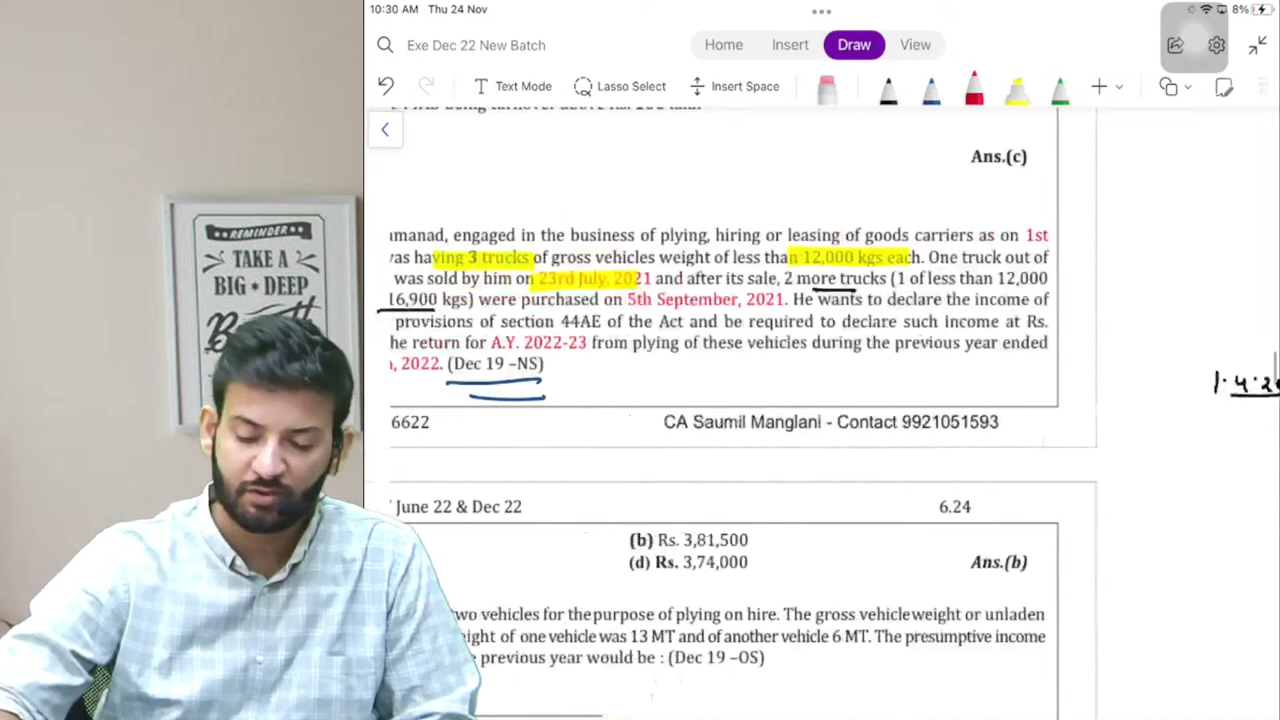 10:30 AM Thu 24 Nov
8%
Exe Dec 22 New Batch
Home Insert Draw View
Text Mode Lasso Select Insert Space
Ans.(c)
amanad, engaged in the business of plying, hiring or leasing of goods carriers as on 1st
as having 3 trucks of gross vehicles weight of less than 12,000 kgs each. One truck out of
was sold by him on 23rd July, 2021 and after its sale, 2 more trucks (1 of less than 12,000
16,900 kgs) were purchased on 5th September, 2021. He wants to declare the income of
provisions of section 44AE of the Act and be required to declare such income at Rs.
he return for A.Y. 2022-23 from plying of these vehicles during the previous year ended
, 2022. (Dec 19 –NS)
1.4.20
6622 CA Saumil Manglani - Contact 9921051593
June 22 & Dec 22 6.24
(b) Rs. 3,81,500
(d) Rs. 3,74,000 Ans.(b)
two vehicles for the purpose of plying on hire. The gross vehicle weight or unladen
ight of one vehicle was 13 MT and of another vehicle 6 MT. The presumptive income
previous year would be : (Dec 19 –OS)
REMINDER
TAKE A
BIG • DEEP